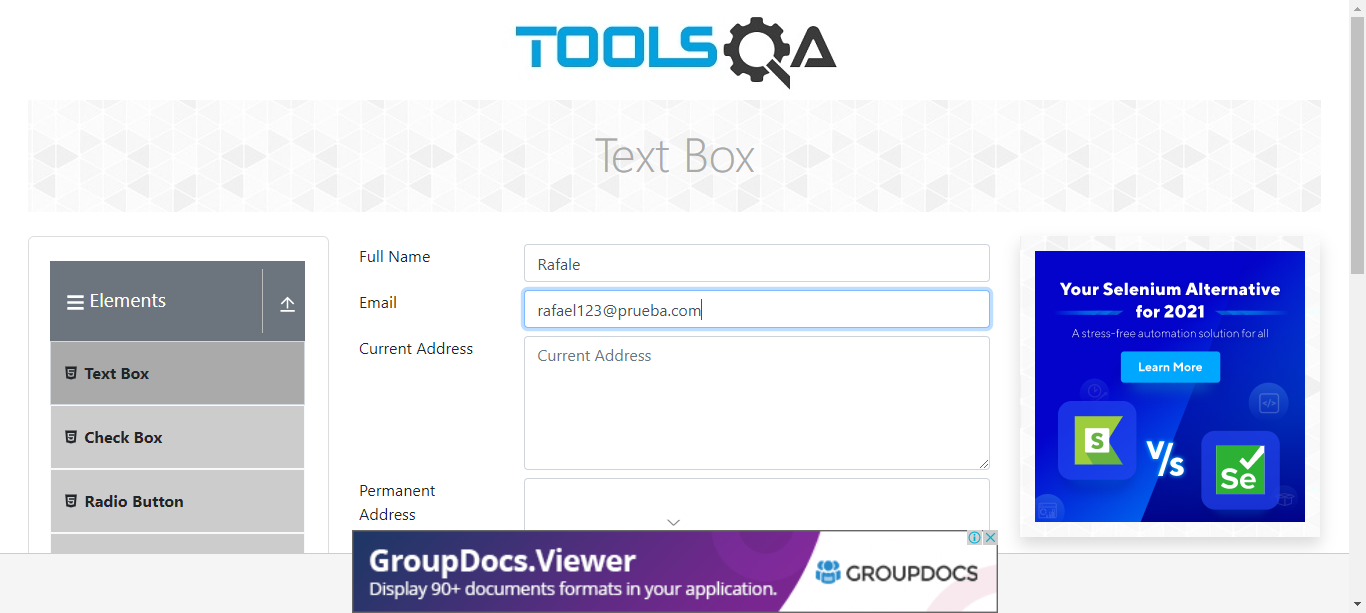 TOOLSQA
Text Box
Elements
Text Box
Check Box
Radio Button
Full Name
Rafale
Email
rafael123@prueba.com
Current Address
Current Address
Permanent
Address
Your Selenium Alternative
for 2021
A stress-free automation solution for all
Learn More
S
V/s
Se
GroupDocs.Viewer
Display 90+ documents formats in your application.
GROUPDOCS